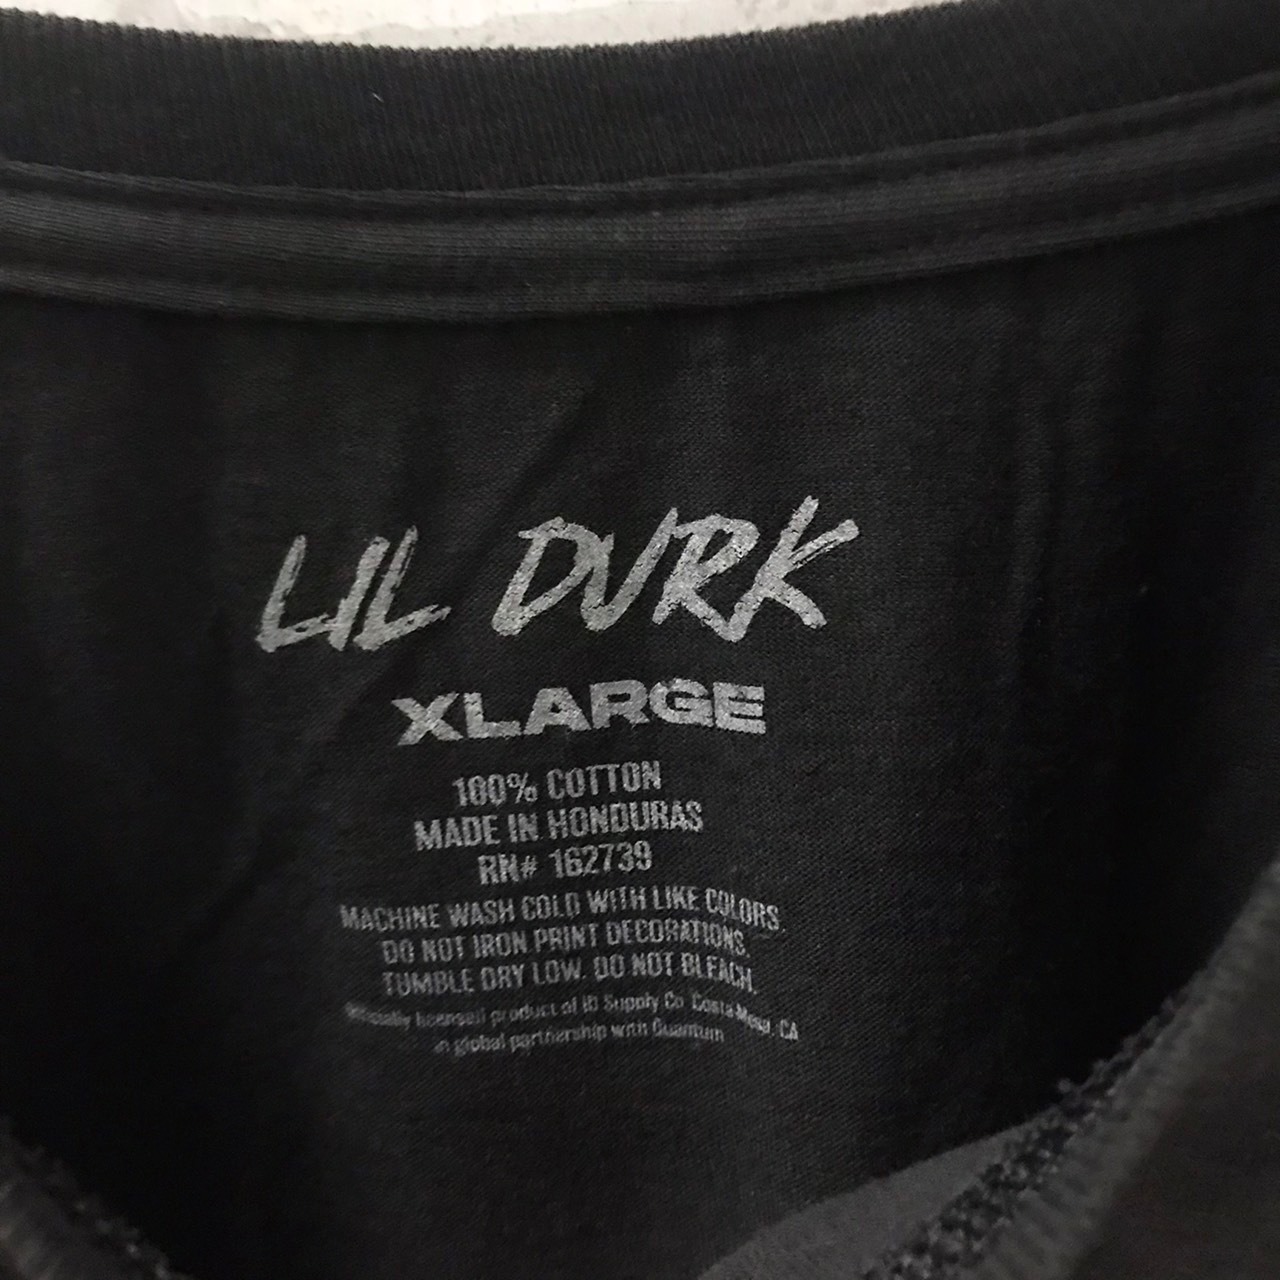 LIL DURK
XLARGE
100% COTTON
MADE IN HONDURAS
RN# 162739
MACHINE WASH COLD WITH LIKE COLORS.
DO NOT IRON PRINT DECORATIONS.
TUMBLE DRY LOW. DO NOT BLEACH.
product of iD Supply Co Costa Mesa, CA
in global partnership with Quantum